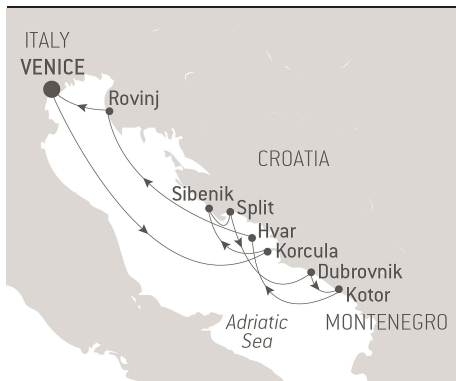 ITALY
VENICE
Rovinj
CROATIA
Sibenik
Split
Hvar
Korcula
Dubrovnik
Kotor
Adriatic
Sea
MONTENEGRO